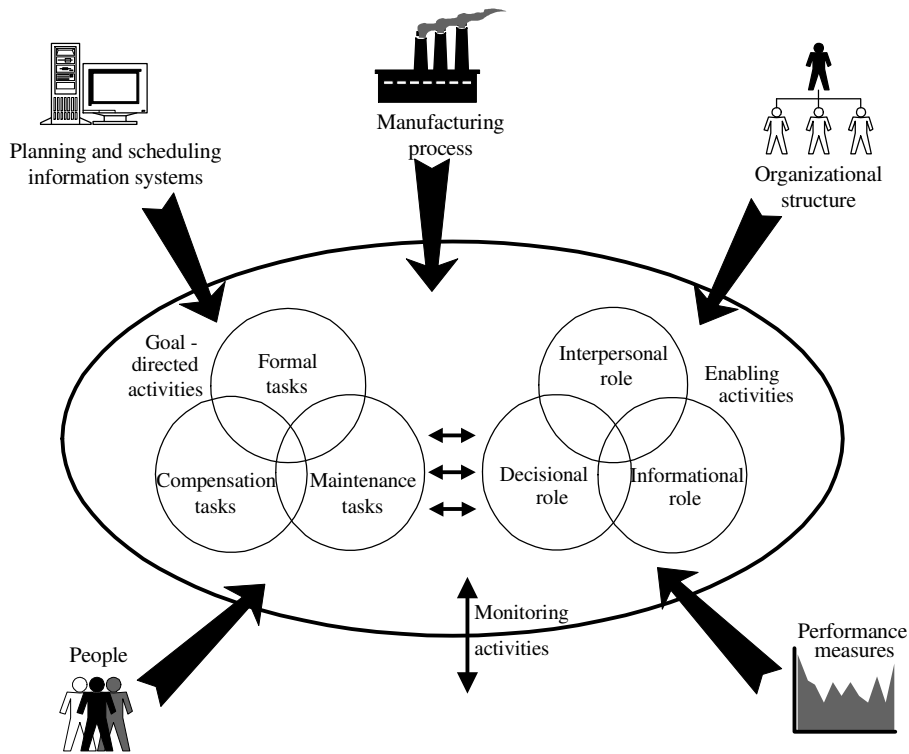 Planning and scheduling
information systems
Manufacturing
process
Organizational
structure
Goal -
directed
activities
Formal
tasks
Compensation
tasks
Maintenance
tasks
Interpersonal
role
Enabling
activities
Decisional
role
Informational
role
Monitoring
activities
People
Performance
measures